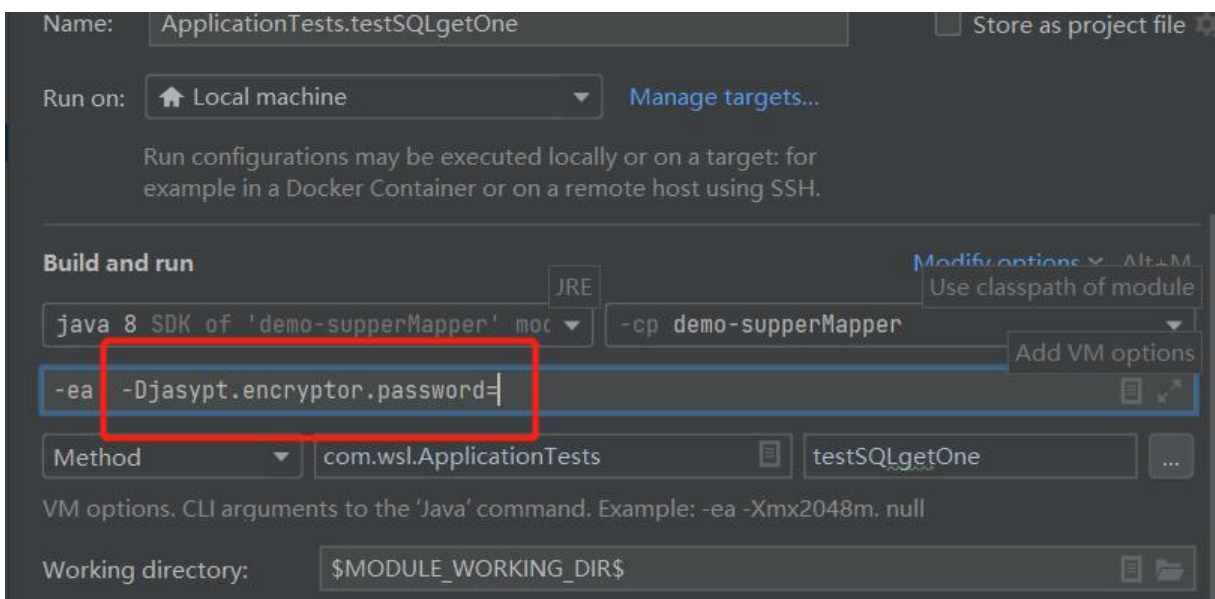 Name: ApplicationTests.testSQLgetOne Store as project file
Run on: Local machine Manage targets...
Run configurations may be executed locally or on a target: for
example in a Docker Container or on a remote host using SSH.
Build and run Modify options Alt+M
JRE Use classpath of module
java 8 SDK of 'demo-supperMapper' moc -cp demo-supperMapper
Add VM options
-ea -Djasypt.encryptor.password=
Method com.wsl.ApplicationTests testSQLgetOne ...
VM options. CLI arguments to the 'Java' command. Example: -ea -Xmx2048m. null
Working directory: $MODULE_WORKING_DIR$